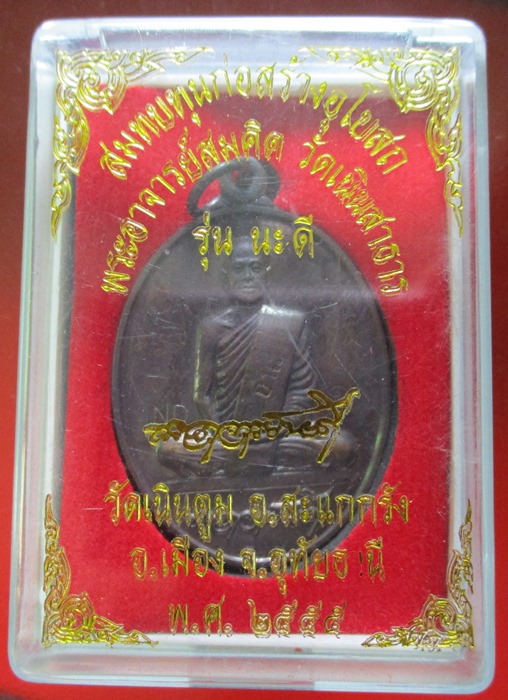 สมทบทุนก่อสร้างอุโบสถ
พระอาจารย์สมคิด วัดเนินสาธาร
รุ่น นะดี
วัดเนินตูม อ.สะแกกรัง
อ.เมือง จ.อุทัยธานี
พ.ศ. ๒๕๕๕